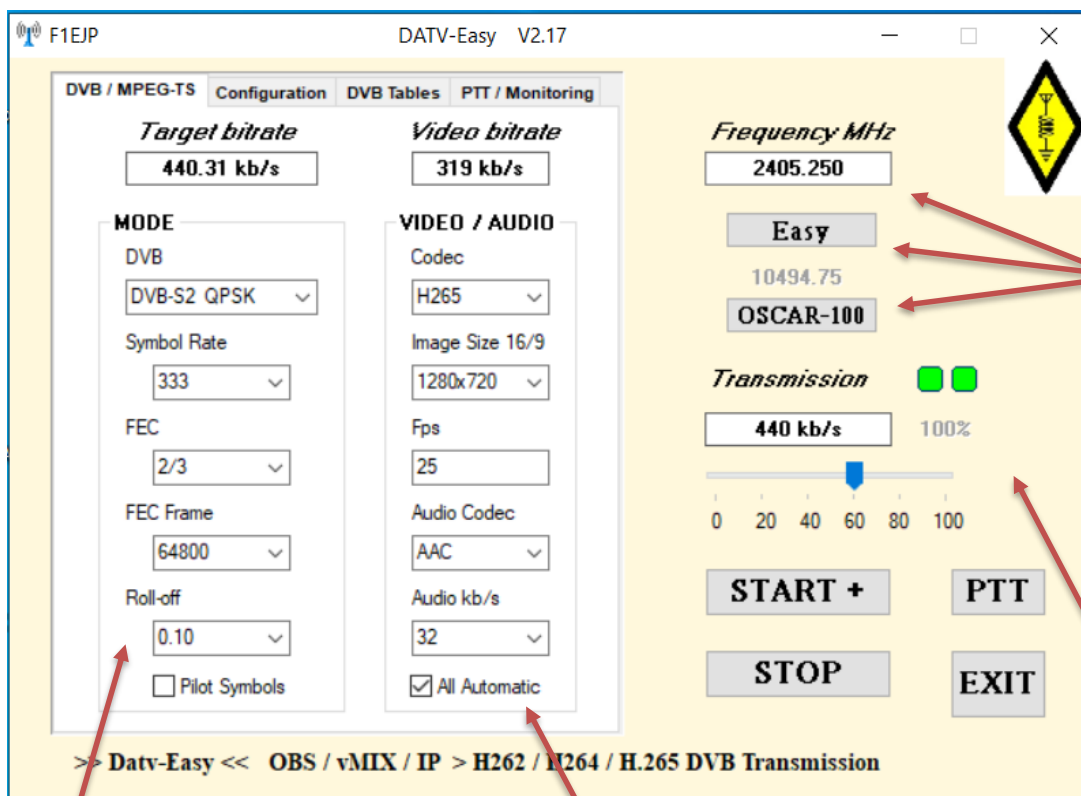 F1EJP
DATV-Easy V2.17
DVB / MPEG-TS Configuration DVB Tables PTT / Monitoring
Target bitrate
440.31 kb/s
Video bitrate
319 kb/s
MODE
DVB
DVB-S2 QPSK
Symbol Rate
333
FEC
2/3
FEC Frame
64800
Roll-off
0.10
Pilot Symbols
VIDEO / AUDIO
Codec
H265
Image Size 16/9
1280x720
Fps
25
Audio Codec
AAC
Audio kb/s
32
All Automatic
Frequency MHz
2405.250
Easy
10494.75
OSCAR-100
Transmission
440 kb/s 100%
0 20 40 60 80 100
START + PTT
STOP EXIT
>> Datv-Easy << OBS / vMIX / IP > H262 / H264 / H.265 DVB Transmission